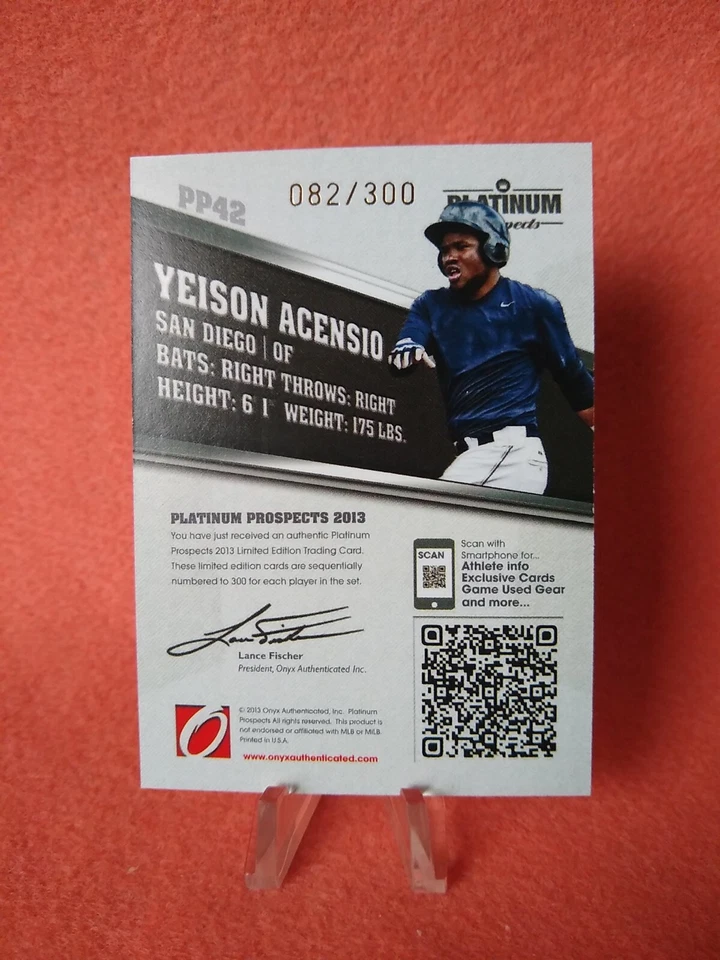 PP42
082/300
PLATINUM
YEISON ACENSIO
SAN DIEGO | OF
BATS: RIGHT THROWS: RIGHT
HEIGHT: 6' 1" WEIGHT: 175 LBS.
PLATINUM PROSPECTS 2013
You have just received an authentic Platinum
Prospects 2013 Limited Edition Trading Card.
These limited edition cards are sequentially
numbered to 300 for each player in the set.
Lance Fischer
President, Onyx Authenticated Inc.
SCAN
Scan with
Smartphone for...
Athlete info
Exclusive Cards
Game Used Gear
and more...
© 2013 Onyx Authenticated, Inc. Platinum
Prospects All rights reserved. This product is
not endorsed or affiliated with MLB or MiLB.
Printed in U.S.A.
www.onyxauthenticated.com